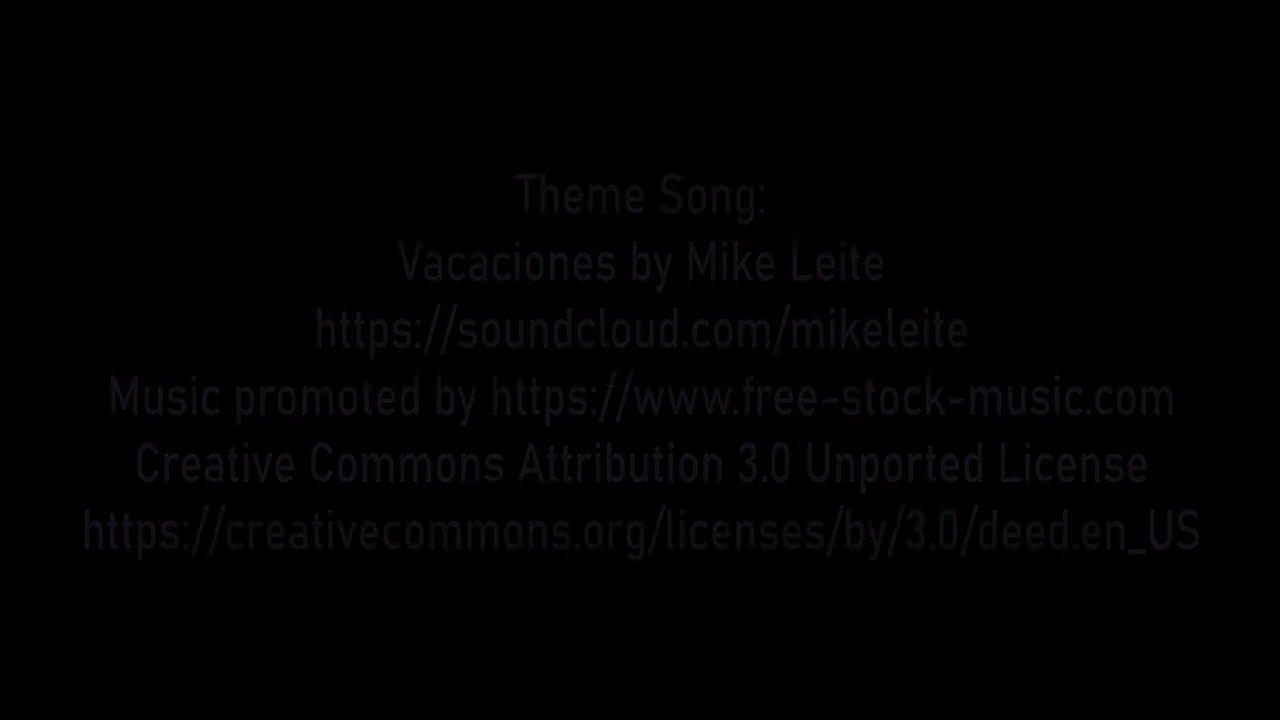 Theme Song:
Vacaciones by Mike Leite
https://soundcloud.com/mikeleite
Music promoted by https://www.free-stock-music.com
Creative Commons Attribution 3.0 Unported License
https://creativecommons.org/licenses/by/3.0/deed.en_US